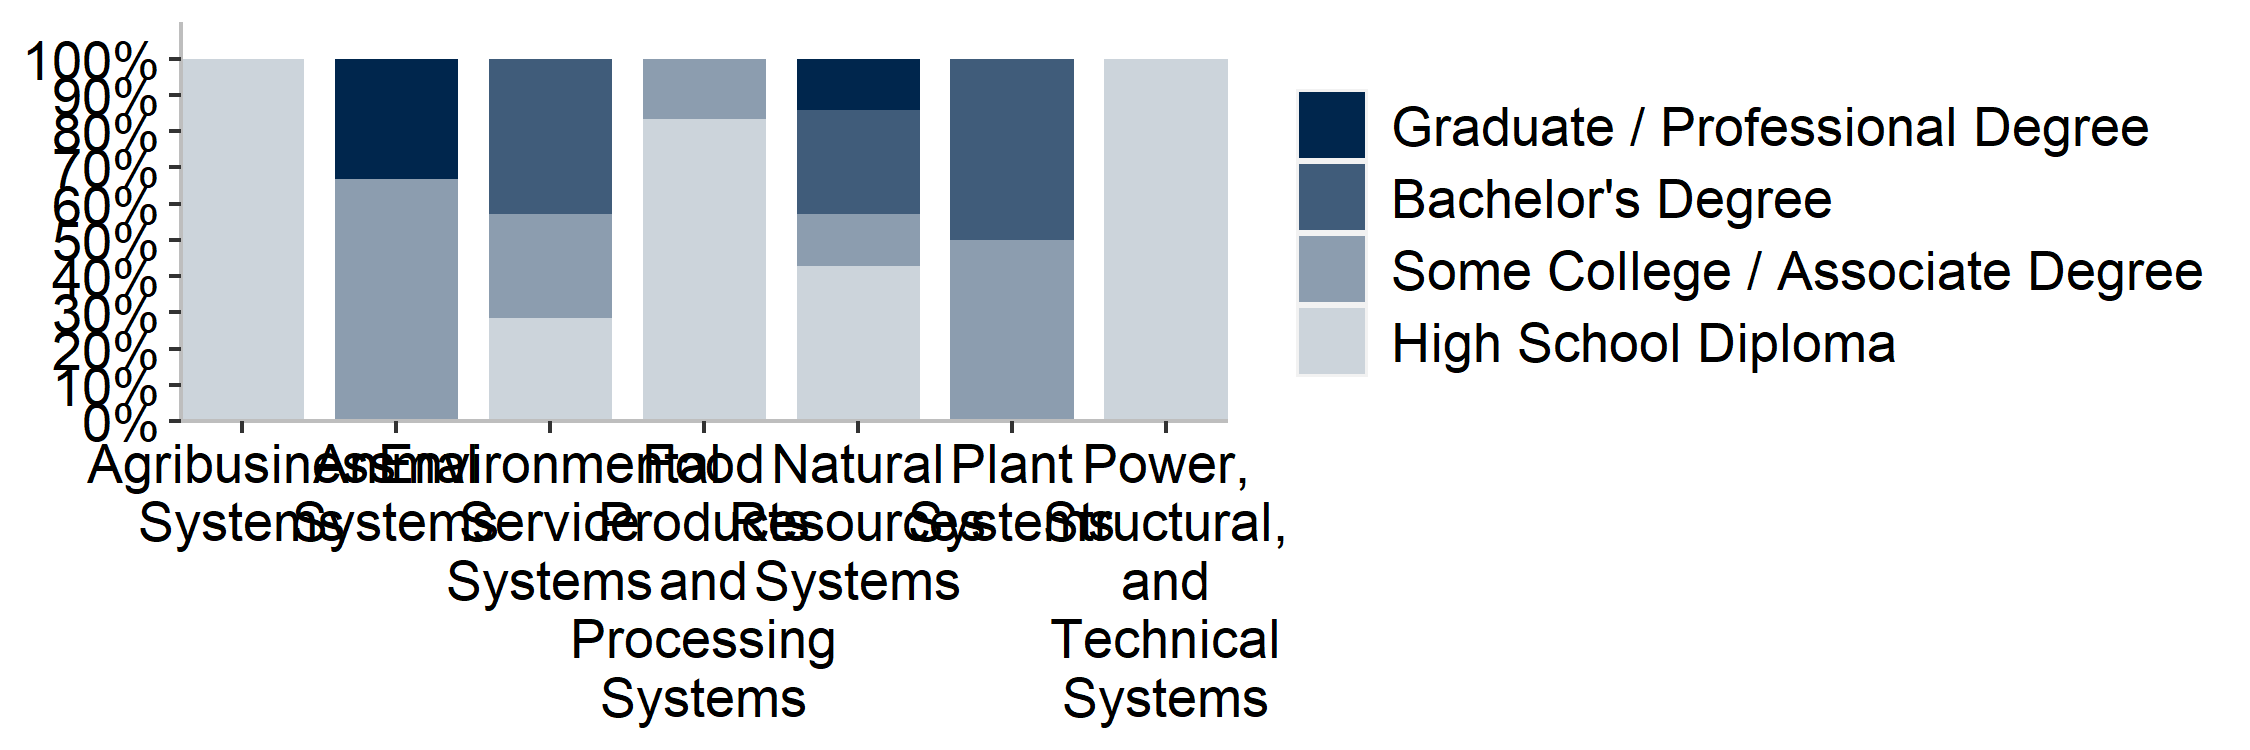 100%
90%
80%
70%
60%
50%
40%
30%
20%
10%
0%
Agribusiness
Systems
Animal
Systems
Environmental
Service
Systems
Food
Products
and
Processing
Systems
Natural
Resources
Systems
Plant
Systems
Power,
Structural,
and
Technical
Systems
Graduate / Professional Degree
Bachelor's Degree
Some College / Associate Degree
High School Diploma